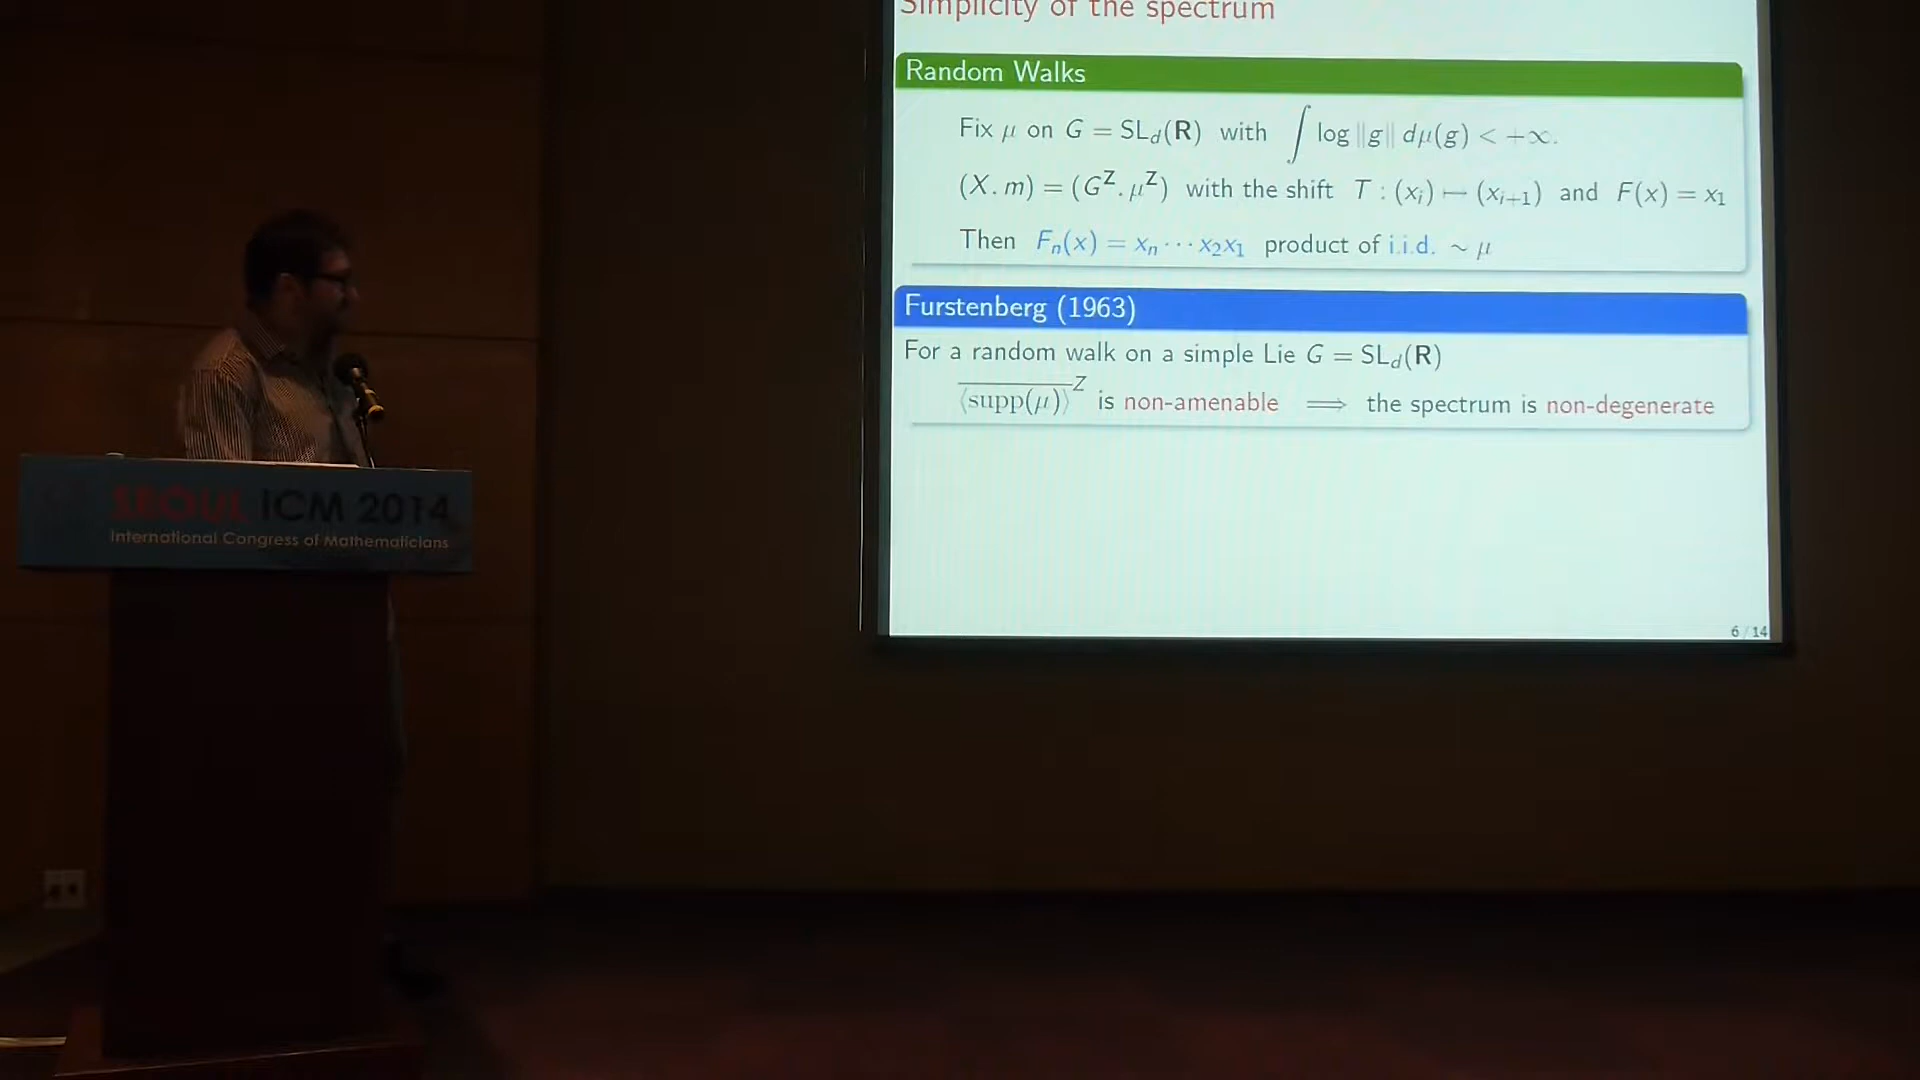 Simplicity of the spectrum
Random Walks
Fix μ on G = SL_d(R) with ∫ log ||g|| dμ(g) < +∞.
(X, m) = (G^Z, μ^Z) with the shift T : (x_i) ↦ (x_{i+1}) and F(x) = x_1
Then F_n(x) = x_n ⋯ x_2x_1 product of i.i.d. ~ μ
Furstenberg (1963)
For a random walk on a simple Lie G = SL_d(R)
\overline{⟨supp(μ)⟩}^Z is non-amenable ⟹ the spectrum is non-degenerate
6 / 14
SEOUL ICM 2014
International Congress of Mathematicians